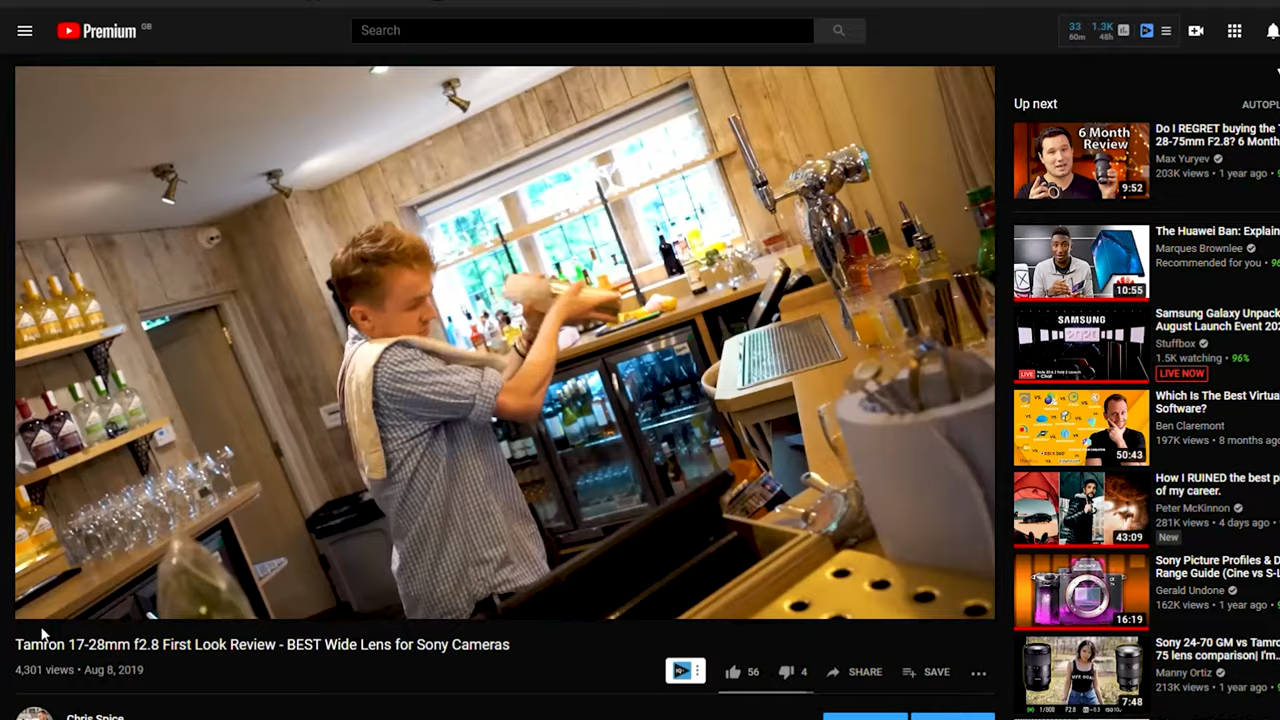 Premium GB
Search
33
60m
1.3K
48h
Up next
AUTOPL
6 Month
Review
9:52
Do I REGRET buying the
28-75mm F2.8? 6 Month
Max Yuryev
203K views • 1 year ago •
10:55
The Huawei Ban: Explain
Marques Brownlee
Recommended for you • 96
SAMSUNG
LIVE
Samsung Galaxy Unpack
August Launch Event 20
Stuffbox
1.5K watching • 96%
LIVE NOW
50:43
Which Is The Best Virtua
Software?
Ben Claremont
197K views • 8 months ago
43:09
How I RUINED the best p
of my career.
Peter McKinnon
281K views • 4 days ago •
New
16:19
Sony Picture Profiles & D
Range Guide (Cine vs S-L
Gerald Undone
162K views • 1 year ago •
7:48
Sony 24-70 GM vs Tamro
75 lens comparison| I'm
Manny Ortiz
213K views • 1 year ago •
Tamron 17-28mm f2.8 First Look Review - BEST Wide Lens for Sony Cameras
4,301 views • Aug 8, 2019
56
4
SHARE
SAVE
Chris Spice